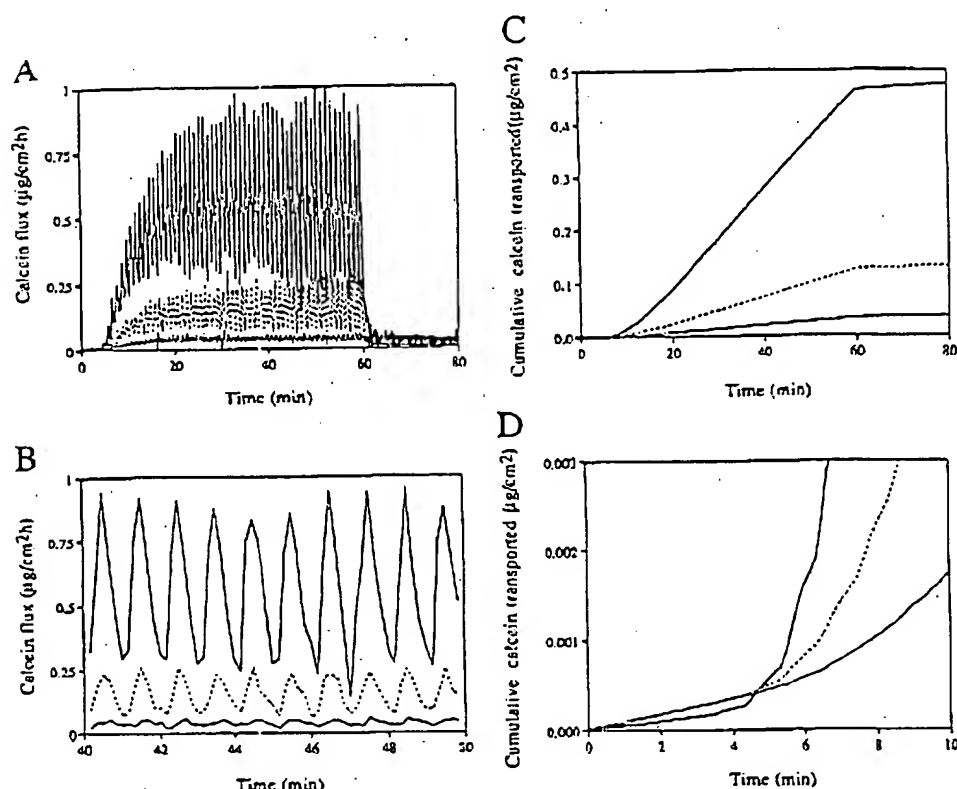 A
Calcein flux (µg/cm²h)
1
0.75
0.5
0.25
0
0 20 40 60 80
Time (min)
B
Calcein flux (µg/cm²h)
1
0.75
0.5
0.25
0
40 42 44 46 48 50
Time (min)
C
Cumulative calcein transported (µg/cm2)
0.5
0.4
0.3
0.2
0.1
0.0
0 20 40 60 80
Time (min)
D
Cumulative calcein transported (µg/cm²)
0.003
0.002
0.001
0.000
0 2 4 6 8 10
Time (min)